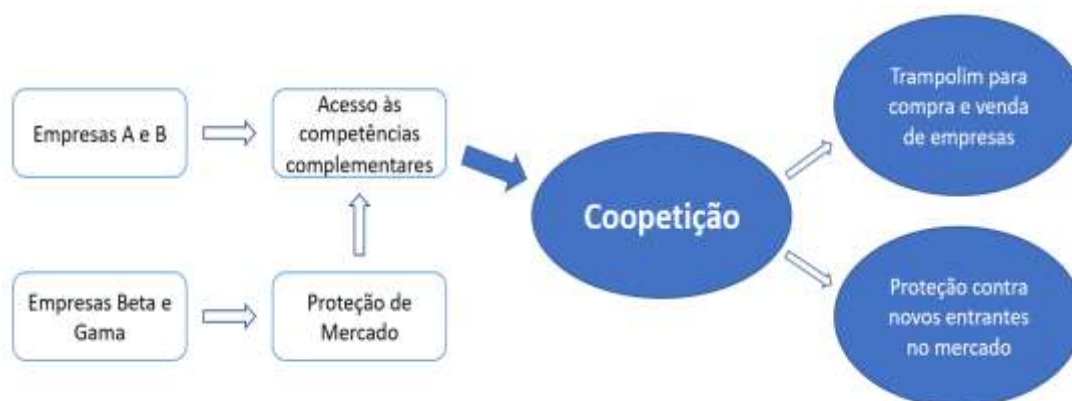 Empresas A e B
Acesso às
competências
complementares
Empresas Beta e
Gama
Proteção de
Mercado
Coopetição
Trampolim para
compra e venda
de empresas
Proteção contra
novos entrantes
no mercado